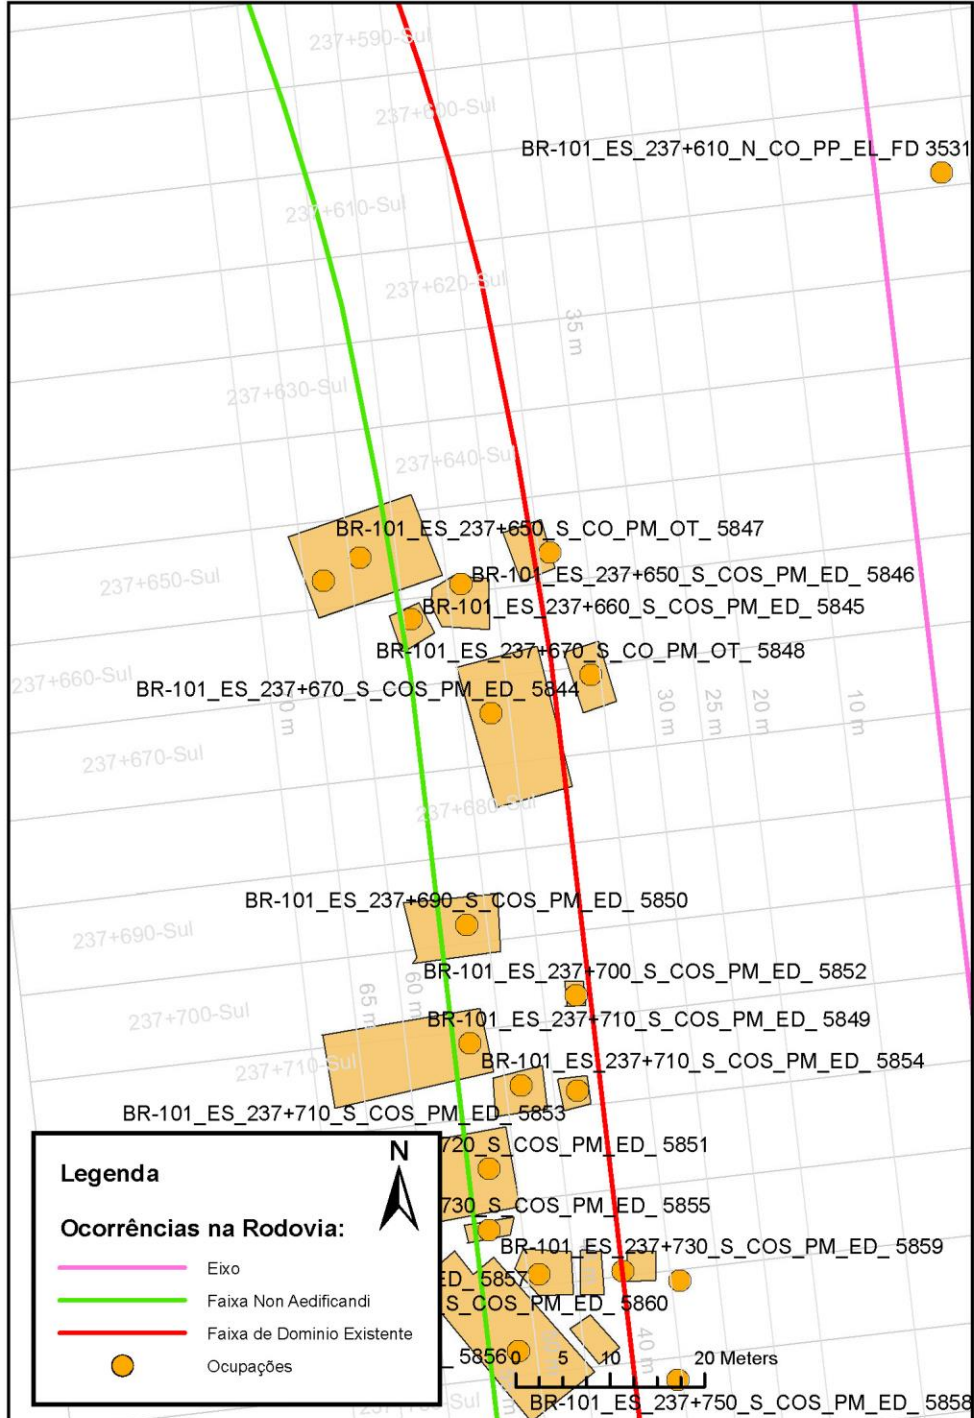 237+590-Sul
237+600-Sul
BR-101_ES_237+610_N_CO_PP_EL_FD 3531
237+610-Sul
237+620-Sul
35 m
237+630-Sul
237+640-Sul
BR-101_ES_237+650_S_CO_PM_OT_ 5847
237+650-Sul
BR-101_ES_237+650_S_COS_PM_ED_ 5846
BR-101_ES_237+660_S_COS_PM_ED_ 5845
BR-101_ES_237+670_S_CO_PM_OT_ 5848
237+660-Sul
BR-101_ES_237+670_S_COS_PM_ED_ 5844
30 m
25 m
20 m
10 m
237+670-Sul
237+680-Sul
BR-101_ES_237+690_S_COS_PM_ED_ 5850
237+690-Sul
BR-101_ES_237+700_S_COS_PM_ED_ 5852
65 m
60 m
237+700-Sul
BR-101_ES_237+710_S_COS_PM_ED_ 5849
237+710-Sul
BR-101_ES_237+710_S_COS_PM_ED_ 5854
BR-101_ES_237+710_S_COS_PM_ED_ 5853
720_S_COS_PM_ED_ 5851
730_S_COS_PM_ED_ 5855
BR-101_ES_237+730_S_COS_PM_ED_ 5859
ED_ 5857
S_COS_PM_ED_ 5860
5856
40 m
0 5 10 20 Meters
BR-101_ES_237+750_S_COS_PM_ED_ 5858
N
Legenda
Ocorrências na Rodovia:
Eixo
Faixa Non Aedificandi
Faixa de Dominio Existente
Ocupações